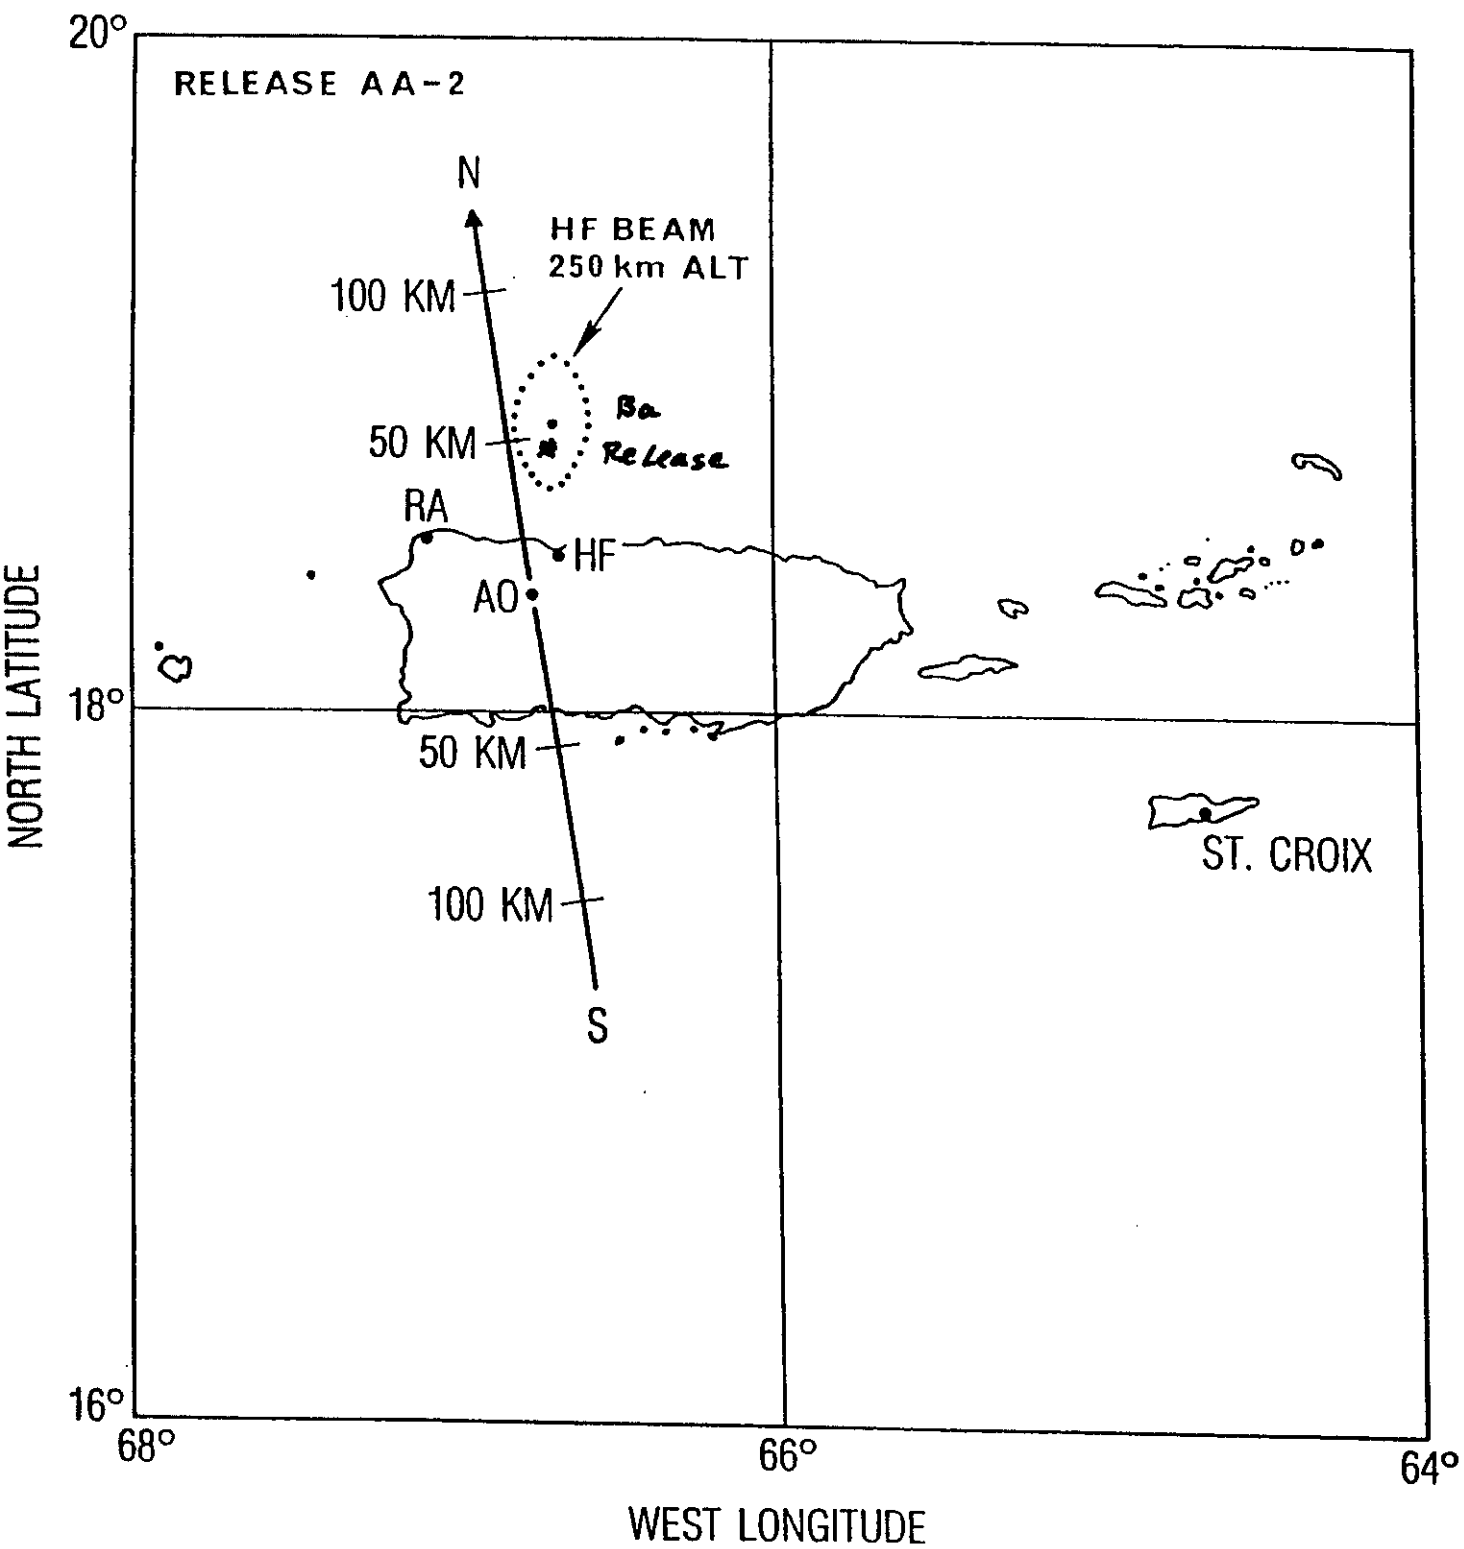 20°
RELEASE AA-2
N
HF BEAM
250 km ALT
100 KM
Ba
50 KM
Release
RA
HF
AO
NORTH LATITUDE
18°
50 KM
ST. CROIX
100 KM
S
16°
68°
66°
64°
WEST LONGITUDE